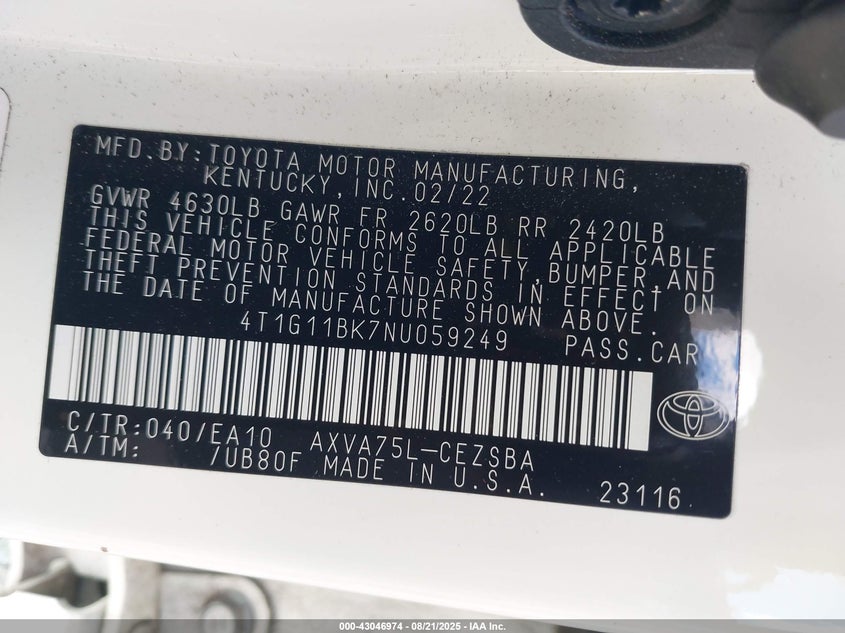 MFD.BY:TOYOTA MOTOR MANUFACTURING,
KENTUCKY,INC.02/22
GVWR 4630LB GAWR FR 2620LB RR 2420LB
THIS VEHICLE CONFORMS TO ALL APPLICABLE
FEDERAL MOTOR VEHICLE SAFETY,BUMPER,AND
THEFT PREVENTION STANDARDS IN EFFECT ON
THE DATE OF MANUFACTURE SHOWN ABOVE.
4T1G11BK7NU059249 PASS.CAR
C/TR:040/EA10 AXVA75L-CEZSBA
A/TM: /UB80F MADE IN U.S.A. 23116
000-43046974 | 08/21/2025 - IAA Inc.